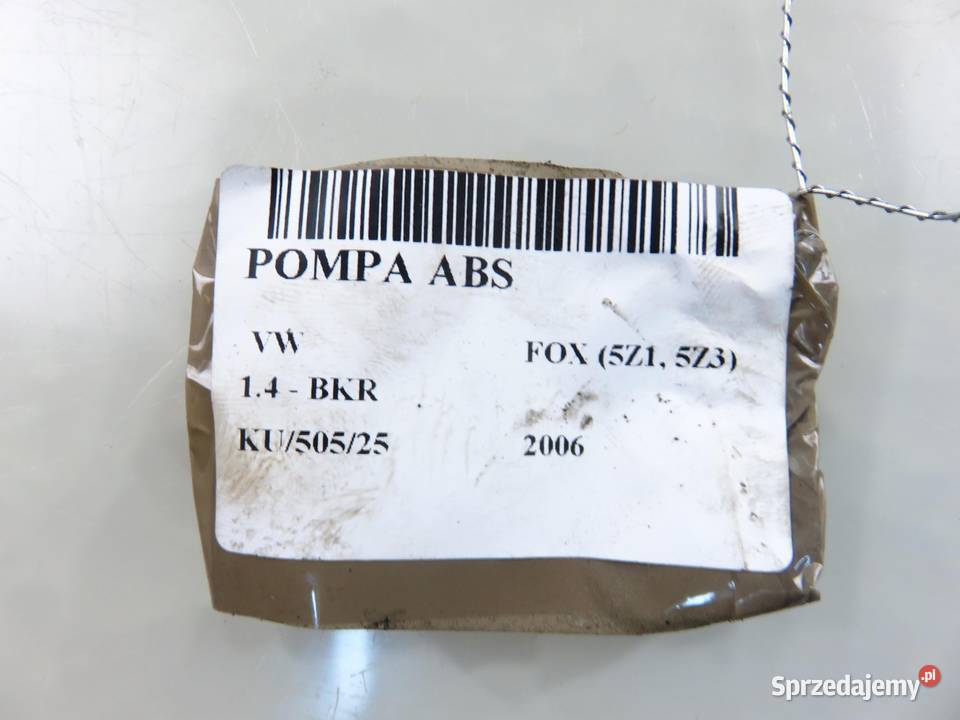 POMPA ABS
VW FOX (5Z1, 5Z3)
1.4 - BKR
KU/505/25 2006
Sprzedajemy.pl